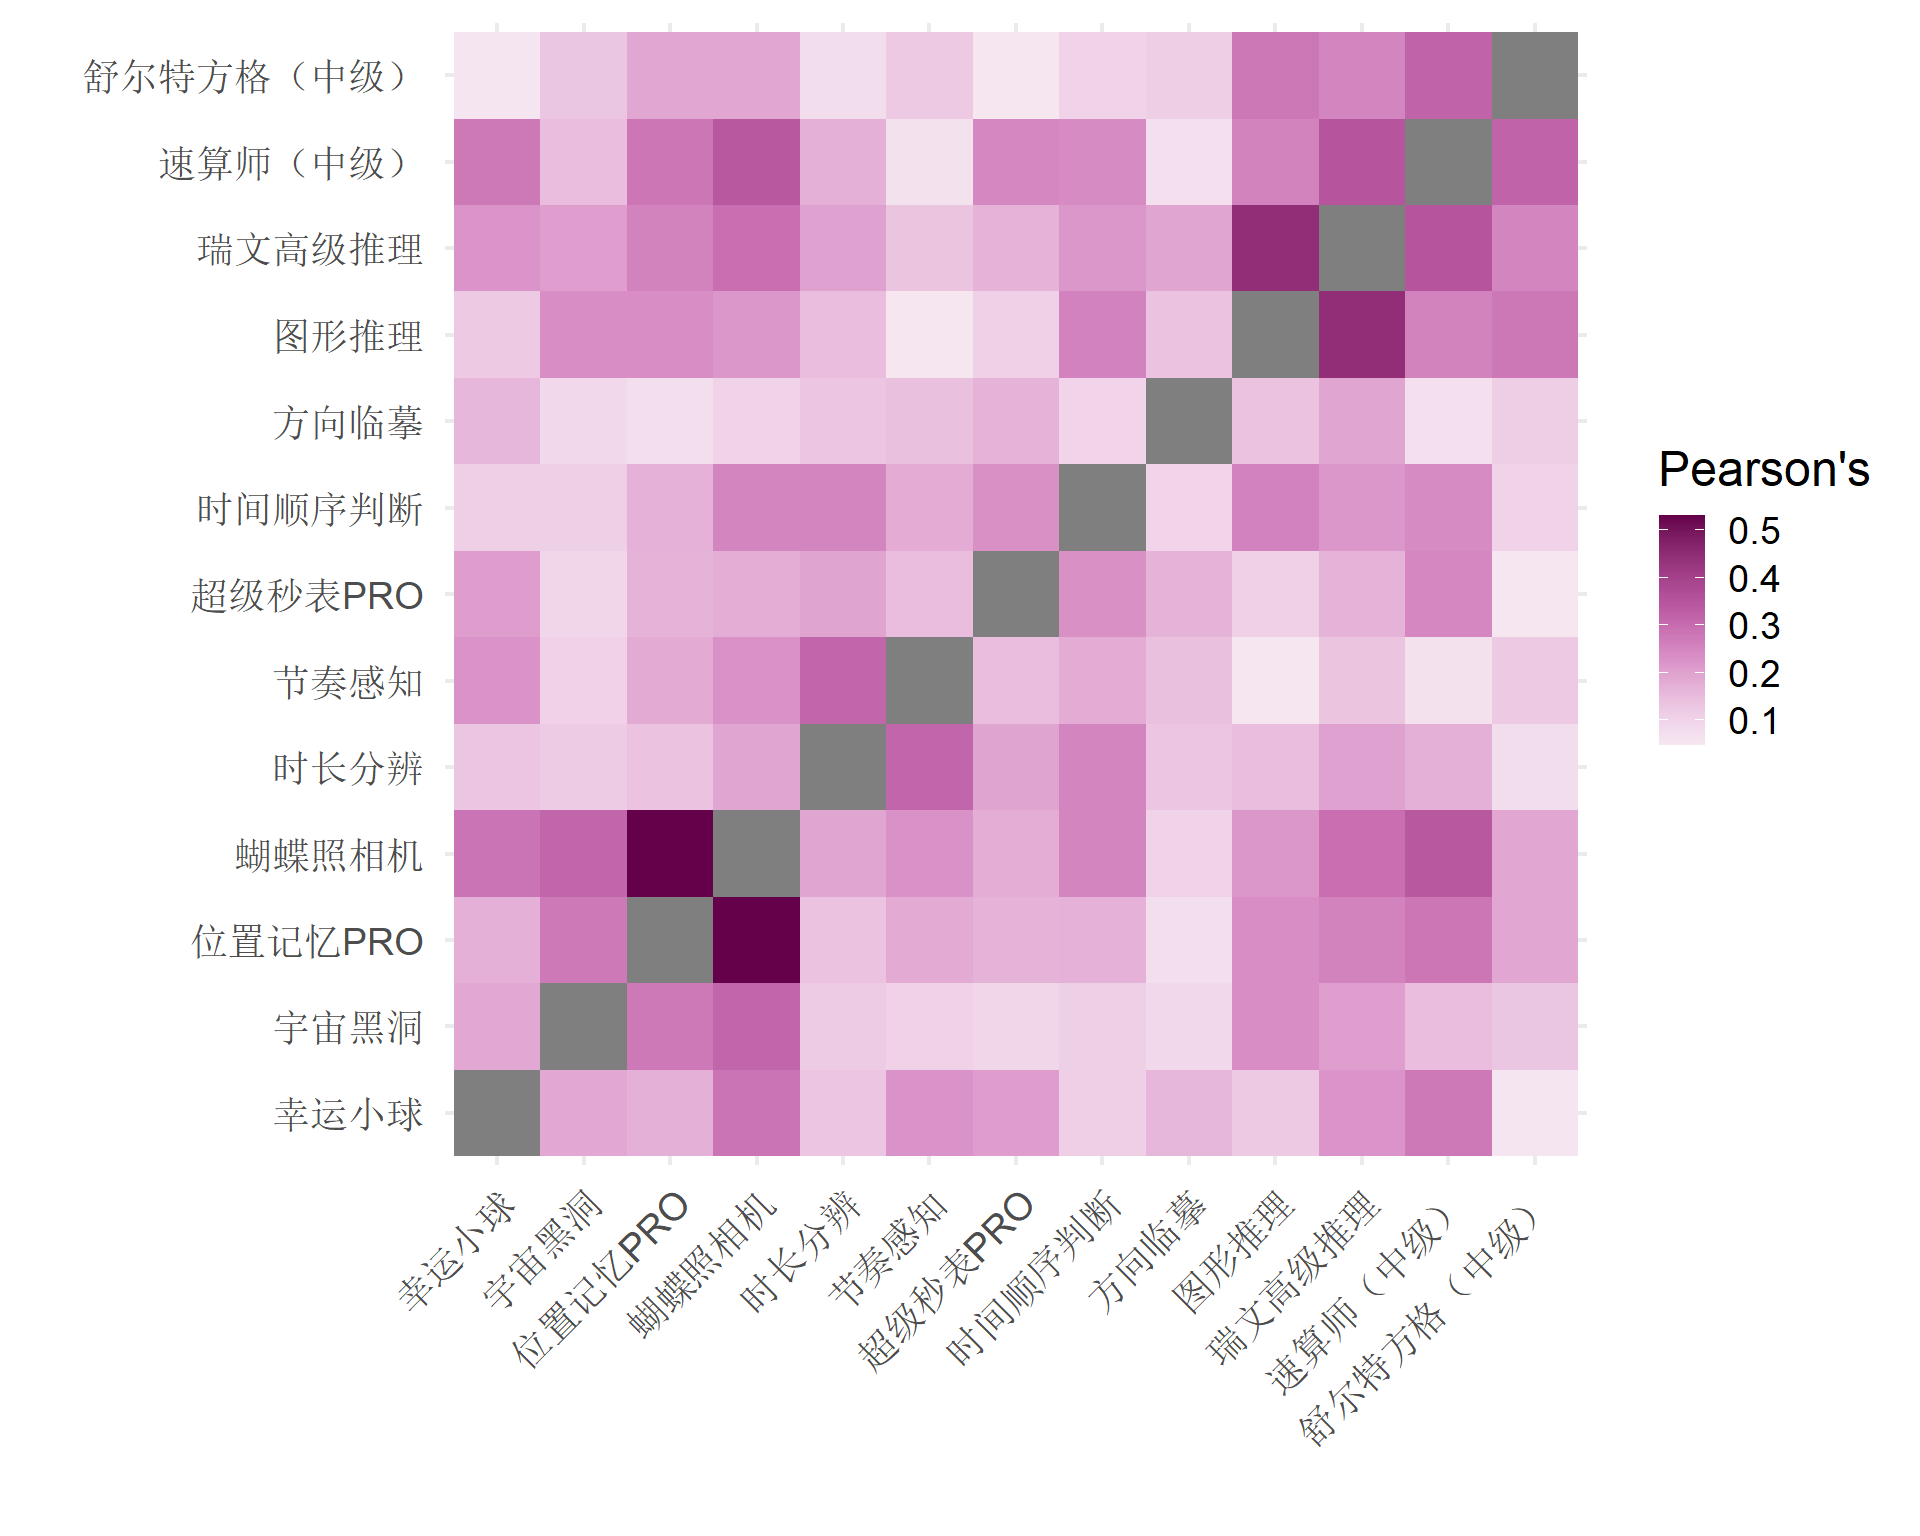 舒尔特方格（中级）
速算师（中级）
瑞文高级推理
图形推理
方向临摹
时间顺序判断
超级秒表PRO
节奏感知
时长分辨
蝴蝶照相机
位置记忆PRO
宇宙黑洞
幸运小球
幸运小球
宇宙黑洞
位置记忆PRO
蝴蝶照相机
时长分辨
节奏感知
超级秒表PRO
时间顺序判断
方向临摹
图形推理
瑞文高级推理
速算师（中级）
舒尔特方格（中级）
Pearson's
0.5
0.4
0.3
0.2
0.1